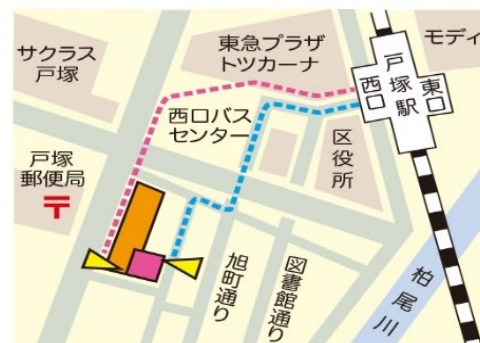 サクラス
戸塚
東急プラザ
トツカーナ
モディ
戸塚駅
西口
東口
西口バス
センター
区役所
戸塚
郵便局
〒
旭町通り
図書館通り
柏尾川